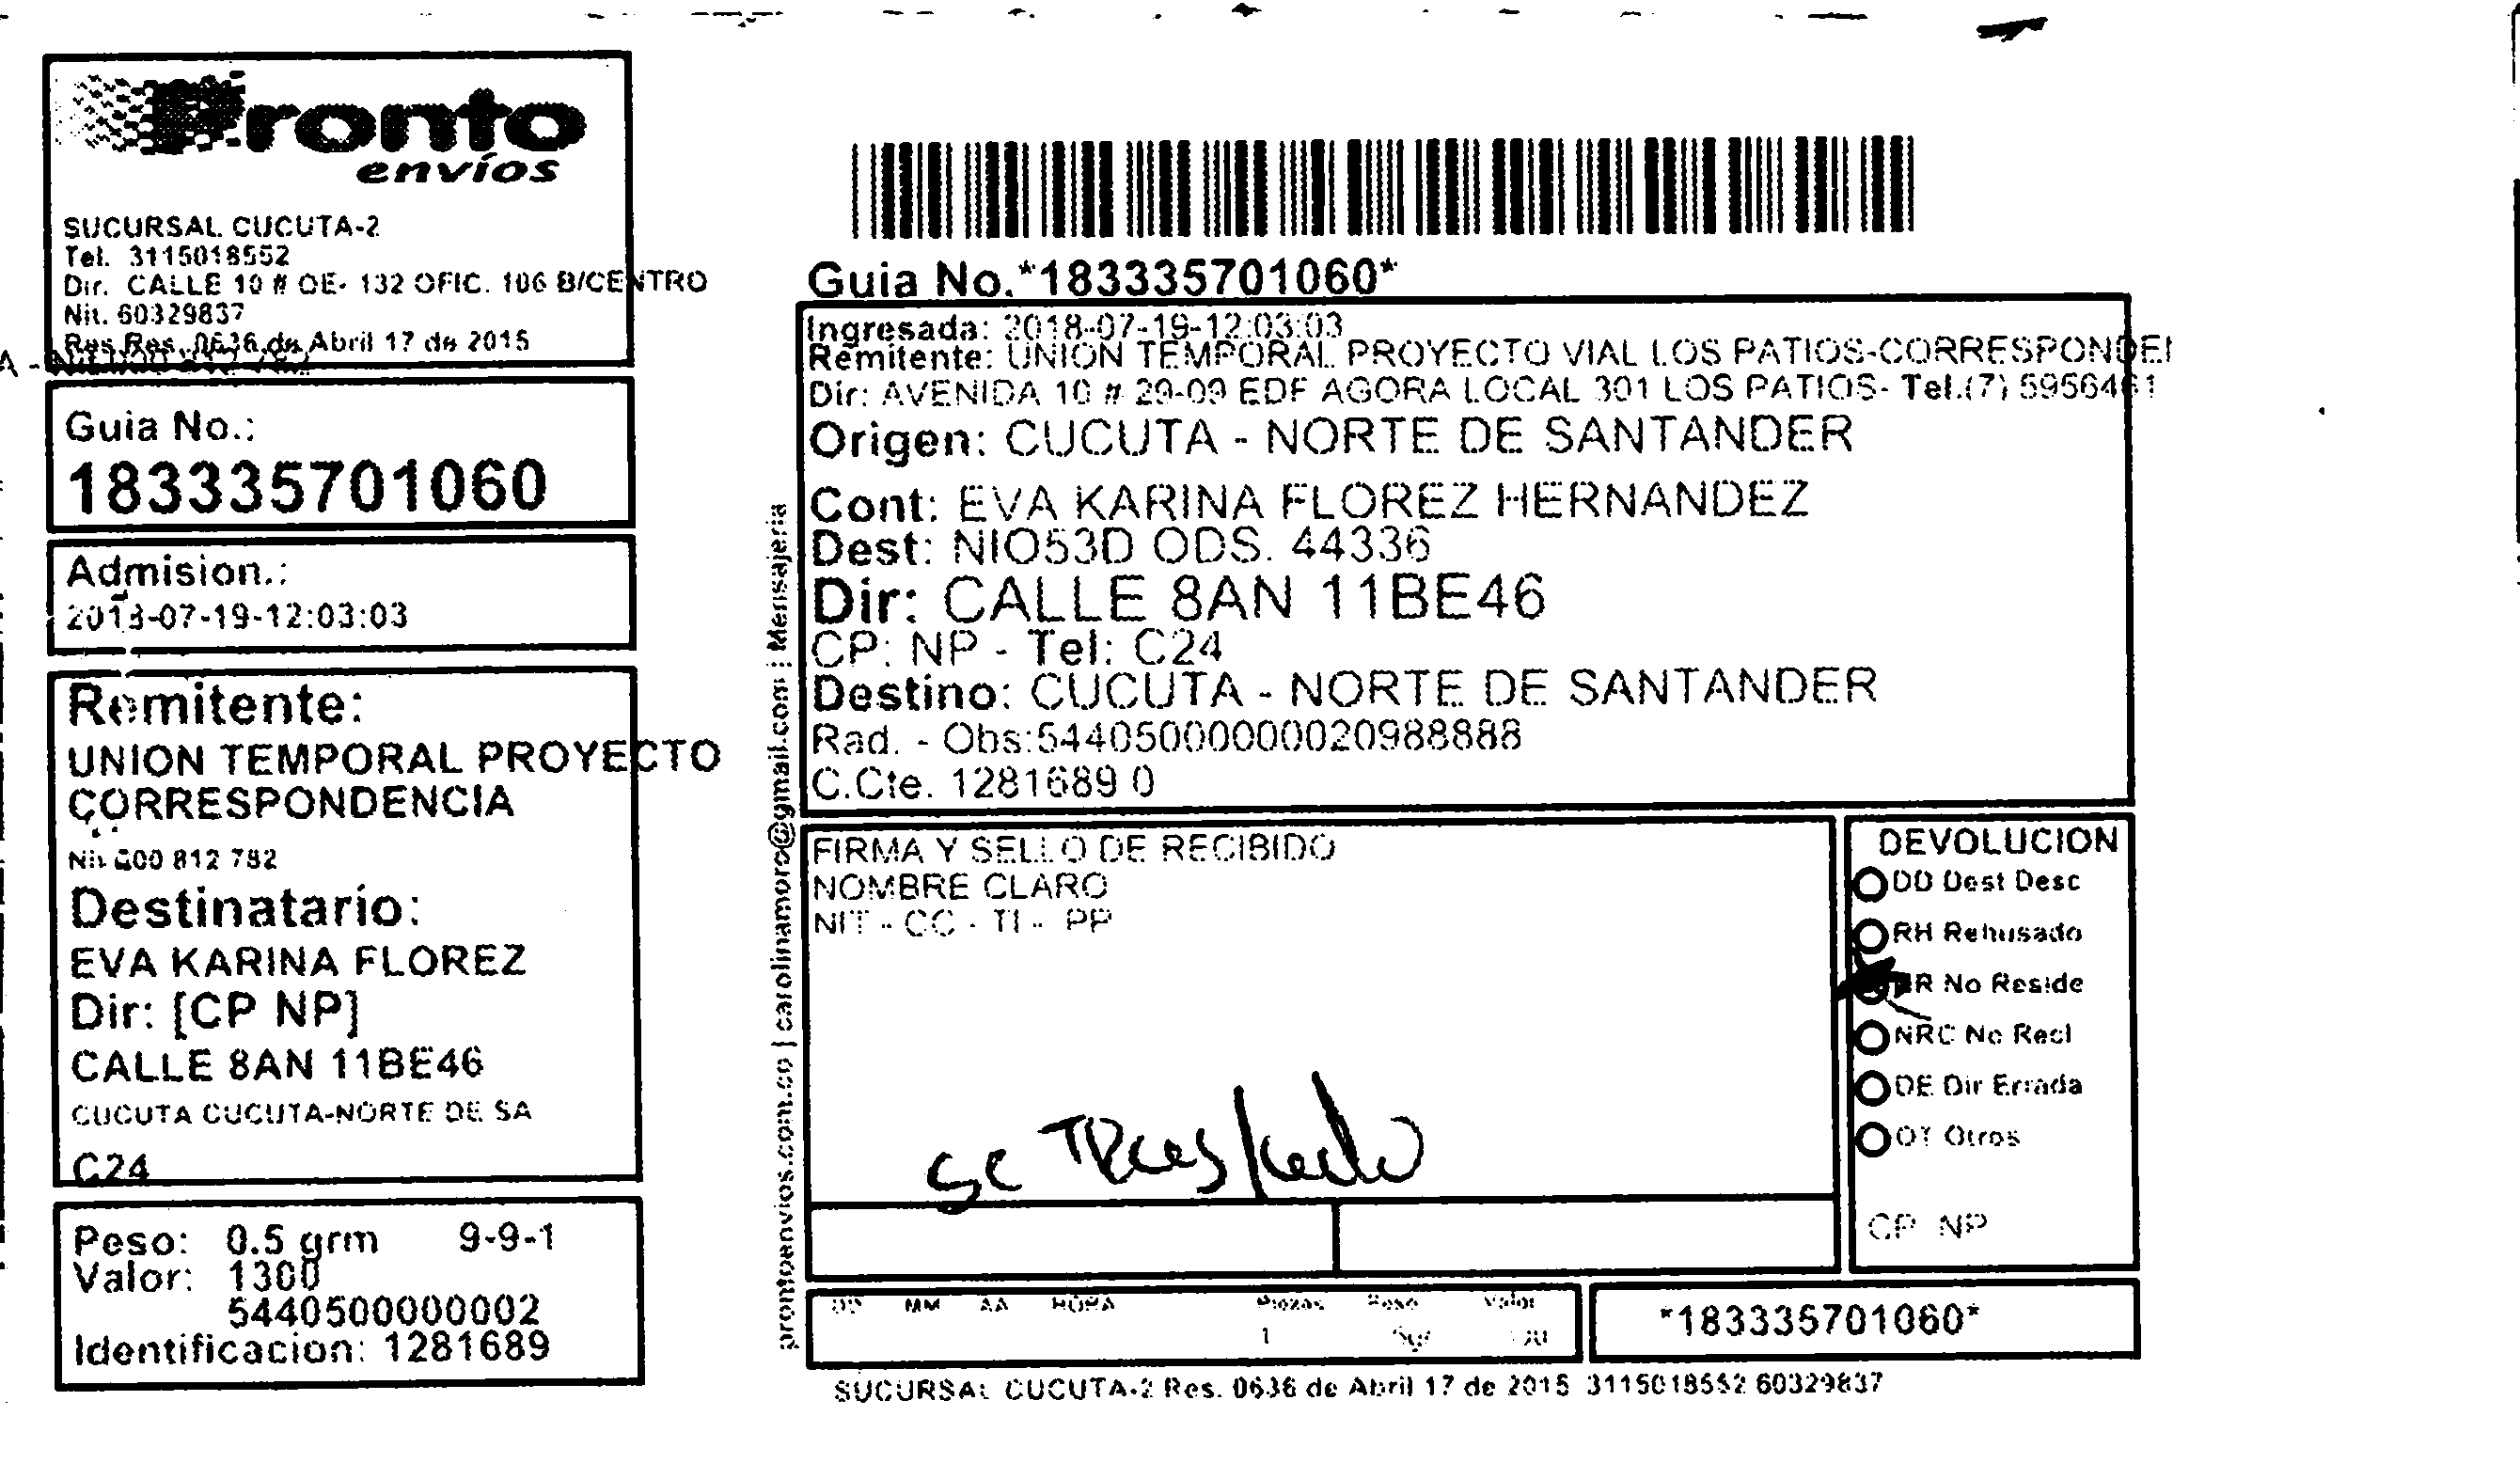 Pronto
envíos
SUCURSAL CUCUTA-2
Tel. 3115018552
Dir. CALLE 10 # OE- 132 OFIC. 106 B/CENTRO
Nit. 60329837
Res Res. 0636 de Abril 17 de 2015
Guia No.:
183335701060
Admision.:
2018-07-19-12:03:03
Remitente:
UNION TEMPORAL PROYECTO
CORRESPONDENCIA
Nit 900 812 782
Destinatario:
EVA KARINA FLOREZ
Dir: [CP NP]
CALLE 8AN 11BE46
CUCUTA CUCUTA-NORTE DE SA
C24
Peso: 0.5 grm 9-9-1
Valor: 1300
5440500000002
Identificacion: 1281689
prontoenvios.com.co | carolinamoro@gmail.com | Mensajeria
Guia No.*183335701060*
Ingresada: 2018-07-19-12:03:03
Remitente: UNION TEMPORAL PROYECTO VIAL LOS PATIOS-CORRESPONDEI
Dir: AVENIDA 10 # 29-09 EDF AGORA LOCAL 301 LOS PATIOS- Tel.(7) 5956461
Origen: CUCUTA - NORTE DE SANTANDER
Cont: EVA KARINA FLOREZ HERNANDEZ
Dest: NIO53D ODS. 44336
Dir: CALLE 8AN 11BE46
CP: NP - Tel: C24
Destino: CUCUTA - NORTE DE SANTANDER
Rad. - Obs:54405000000020988888
C.Cte. 1281689 0
FIRMA Y SELLO DE RECIBIDO
NOMBRE CLARO
NIT - CC - TI - PP
se Traslado
DEVOLUCION
DD Dest Desc
RH Rehusado
NR No Reside
NRC No Recl
DE Dir Errada
OT Otros
CP NP
DD MM AA HORA Piezas Peso Valor
1
*183335701060*
SUCURSAL CUCUTA-2 Res. 0636 de Abril 17 de 2015 3115018552 60329837